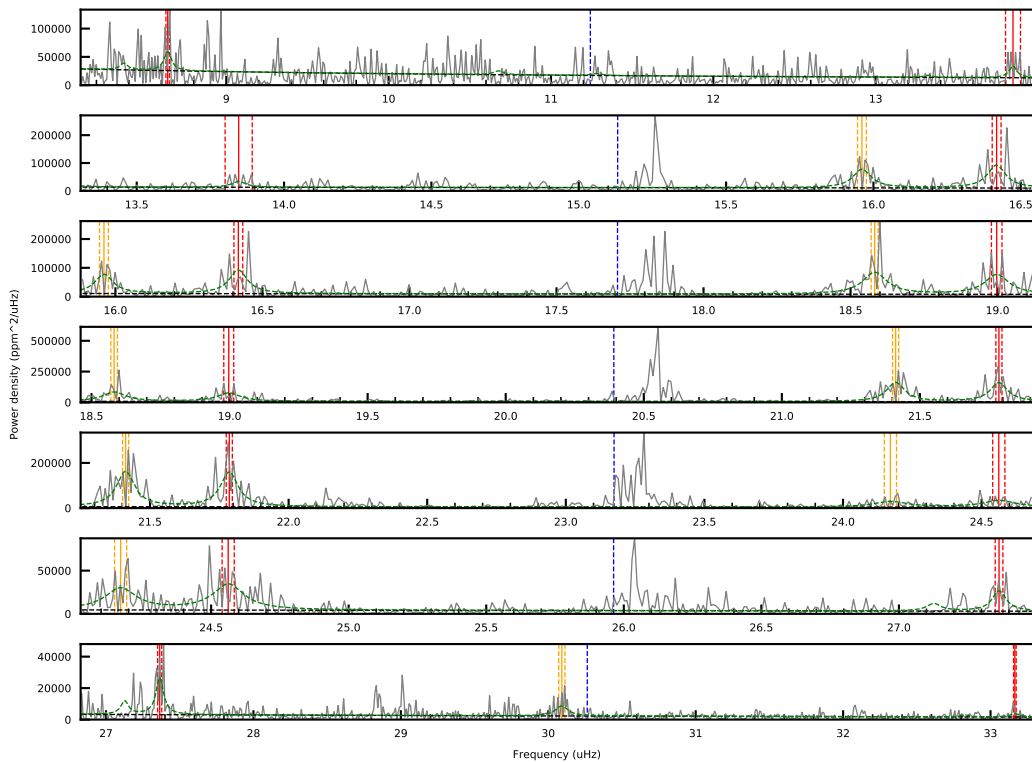 100000
50000
0
9 10 11 12 13
200000
100000
0
13.5 14.0 14.5 15.0 15.5 16.0 16.5
200000
100000
0
16.0 16.5 17.0 17.5 18.0 18.5 19.0
500000
250000
0
18.5 19.0 19.5 20.0 20.5 21.0 21.5
Power density (ppm^2/uHz)
200000
0
21.5 22.0 22.5 23.0 23.5 24.0 24.5
50000
0
24.5 25.0 25.5 26.0 26.5 27.0
40000
20000
0
27 28 29 30 31 32 33
Frequency (uHz)